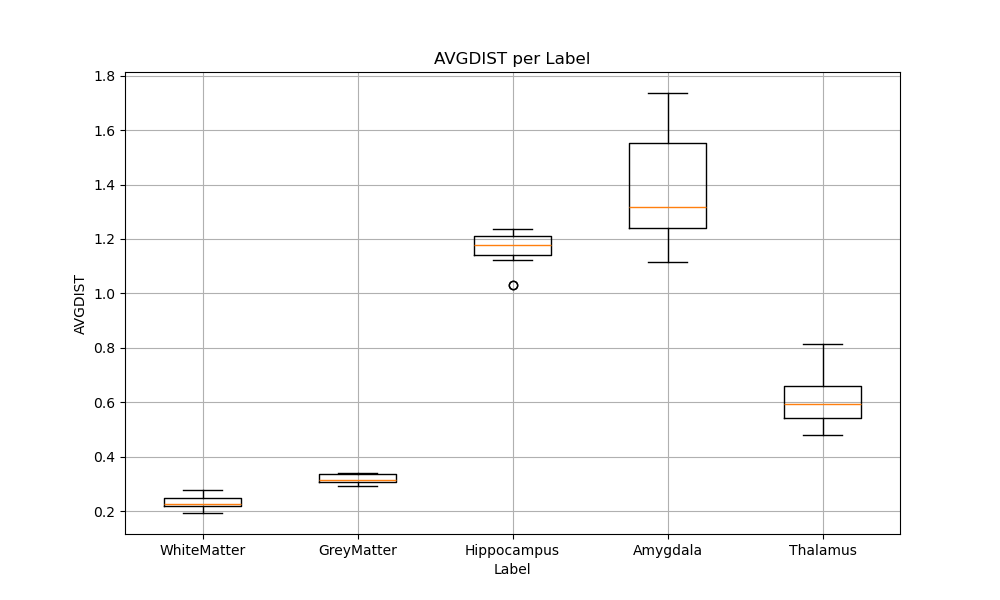 AVGDIST per Label
AVGDIST
1.8
1.6
1.4
1.2
1.0
0.8
0.6
0.4
0.2
WhiteMatter GreyMatter Hippocampus Amygdala Thalamus
Label